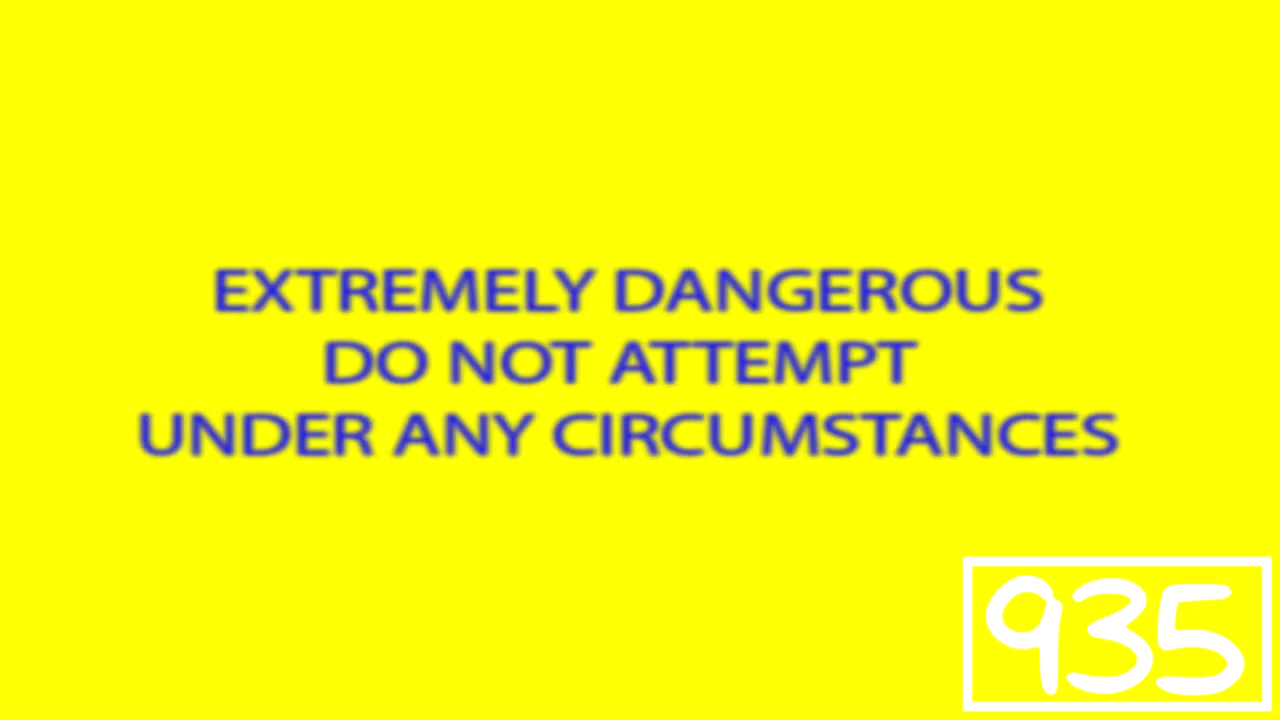 EXTREMELY DANGEROUS
DO NOT ATTEMPT
UNDER ANY CIRCUMSTANCES
935